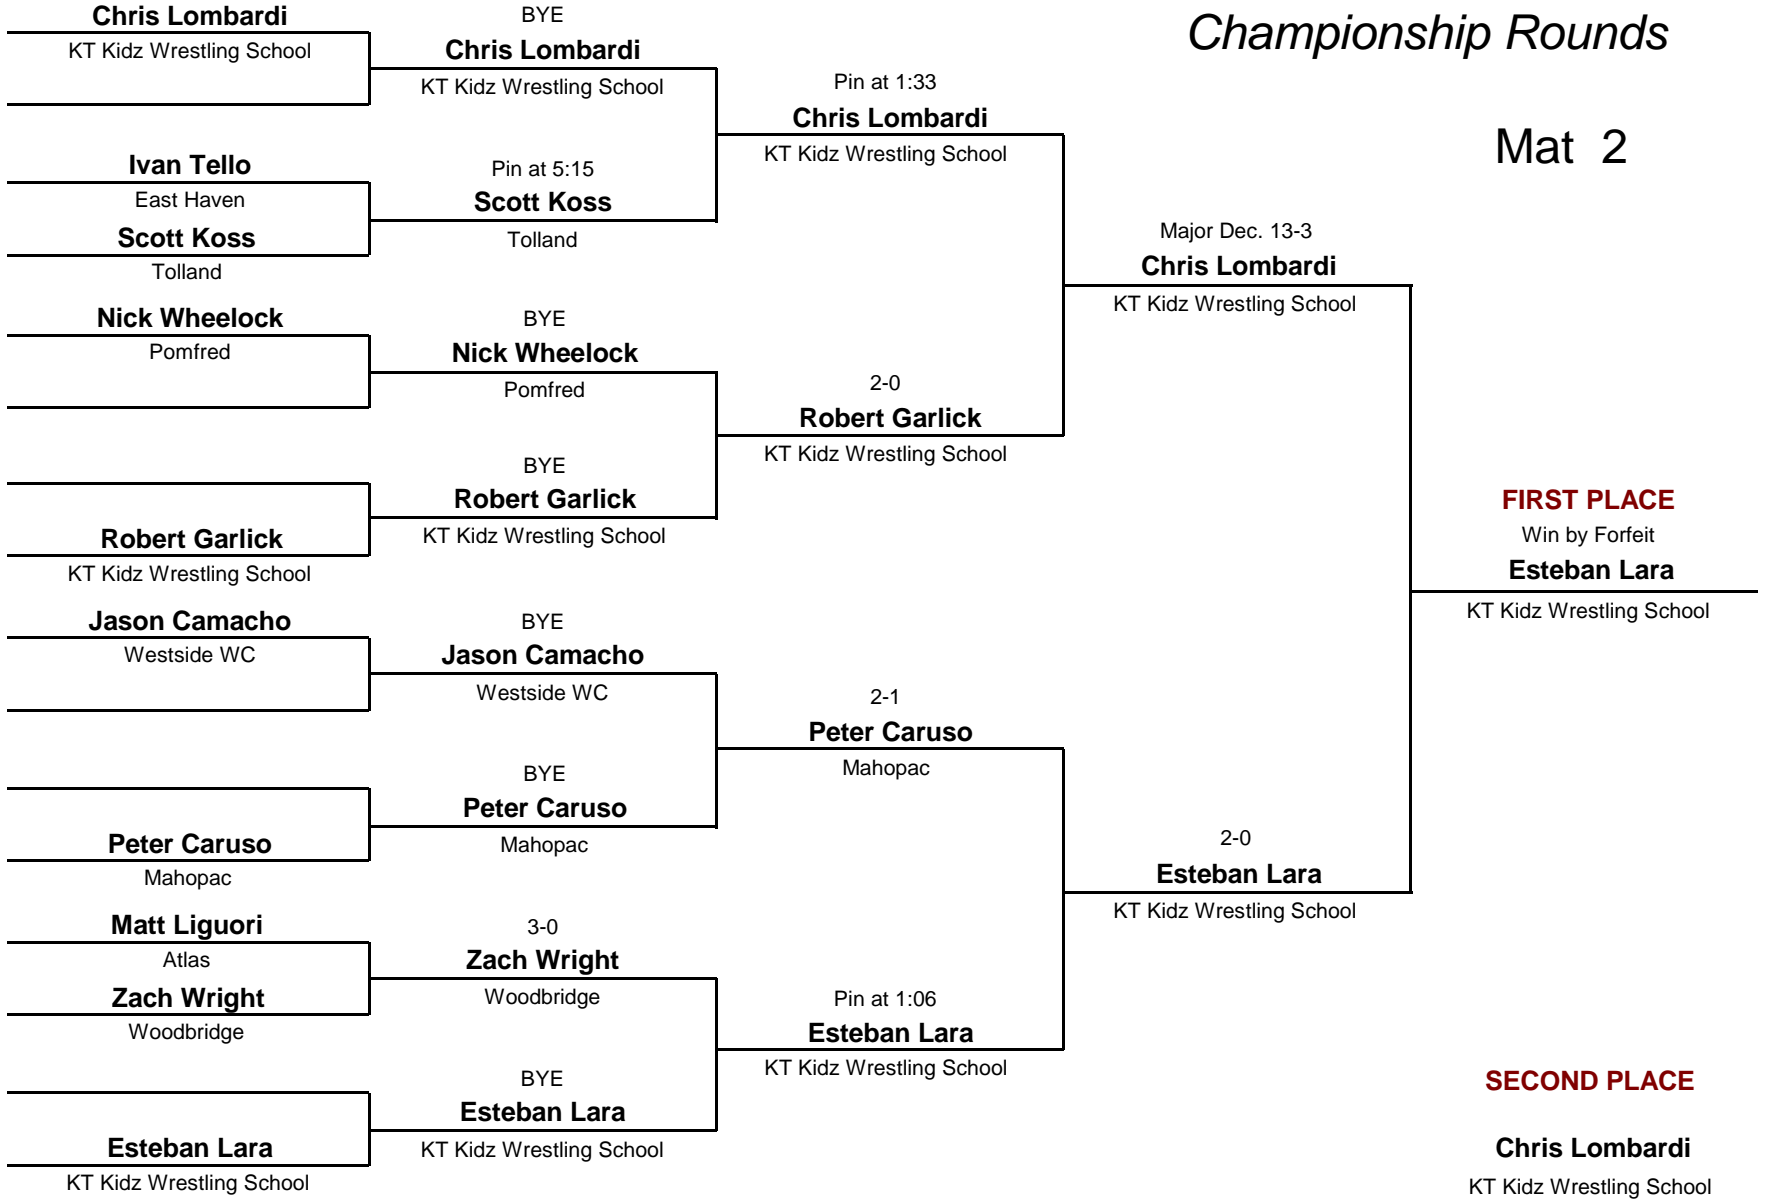 Championship Rounds
Mat 2
Chris Lombardi
KT Kidz Wrestling School
Ivan Tello
East Haven
Scott Koss
Tolland
Nick Wheelock
Pomfred
Robert Garlick
KT Kidz Wrestling School
Jason Camacho
Westside WC
Peter Caruso
Mahopac
Matt Liguori
Atlas
Zach Wright
Woodbridge
Esteban Lara
KT Kidz Wrestling School
BYE
Chris Lombardi
KT Kidz Wrestling School
Pin at 5:15
Scott Koss
Tolland
BYE
Nick Wheelock
Pomfred
BYE
Robert Garlick
KT Kidz Wrestling School
BYE
Jason Camacho
Westside WC
BYE
Peter Caruso
Mahopac
3-0
Zach Wright
Woodbridge
BYE
Esteban Lara
KT Kidz Wrestling School
Pin at 1:33
Chris Lombardi
KT Kidz Wrestling School
2-0
Robert Garlick
KT Kidz Wrestling School
2-1
Peter Caruso
Mahopac
Pin at 1:06
Esteban Lara
KT Kidz Wrestling School
Major Dec. 13-3
Chris Lombardi
KT Kidz Wrestling School
2-0
Esteban Lara
KT Kidz Wrestling School
FIRST PLACE
Win by Forfeit
Esteban Lara
KT Kidz Wrestling School
SECOND PLACE
Chris Lombardi
KT Kidz Wrestling School